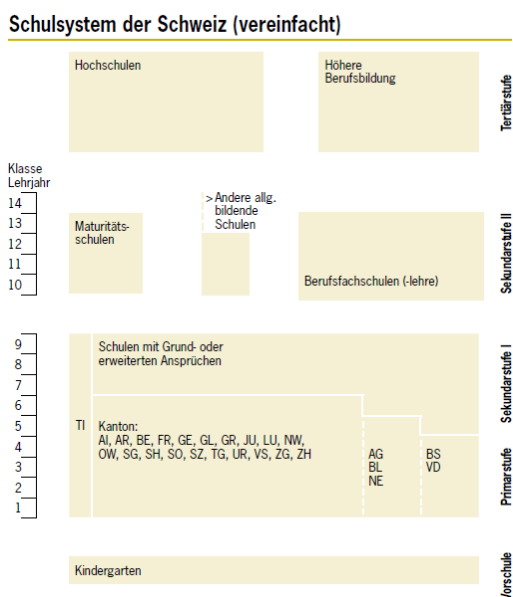 Schulsystem der Schweiz (vereinfacht)
Hochschulen
Höhere
Berufsbildung
Tertiärstufe
Klasse
Lehrjahr
14
13
12
11
10
Maturitäts-
schulen
> Andere allg.
bildende
Schulen
Berufsfachschulen (-lehre)
Sekundarstufe II
9
8
7
6
5
4
3
2
1
Schulen mit Grund- oder
erweiterten Ansprüchen
TI
Kanton:
AI, AR, BE, FR, GE, GL, GR, JU, LU, NW,
OW, SG, SH, SO, SZ, TG, UR, VS, ZG, ZH
AG
BL
NE
BS
VD
Sekundarstufe I
Primarstufe
Kindergarten
Vorschule